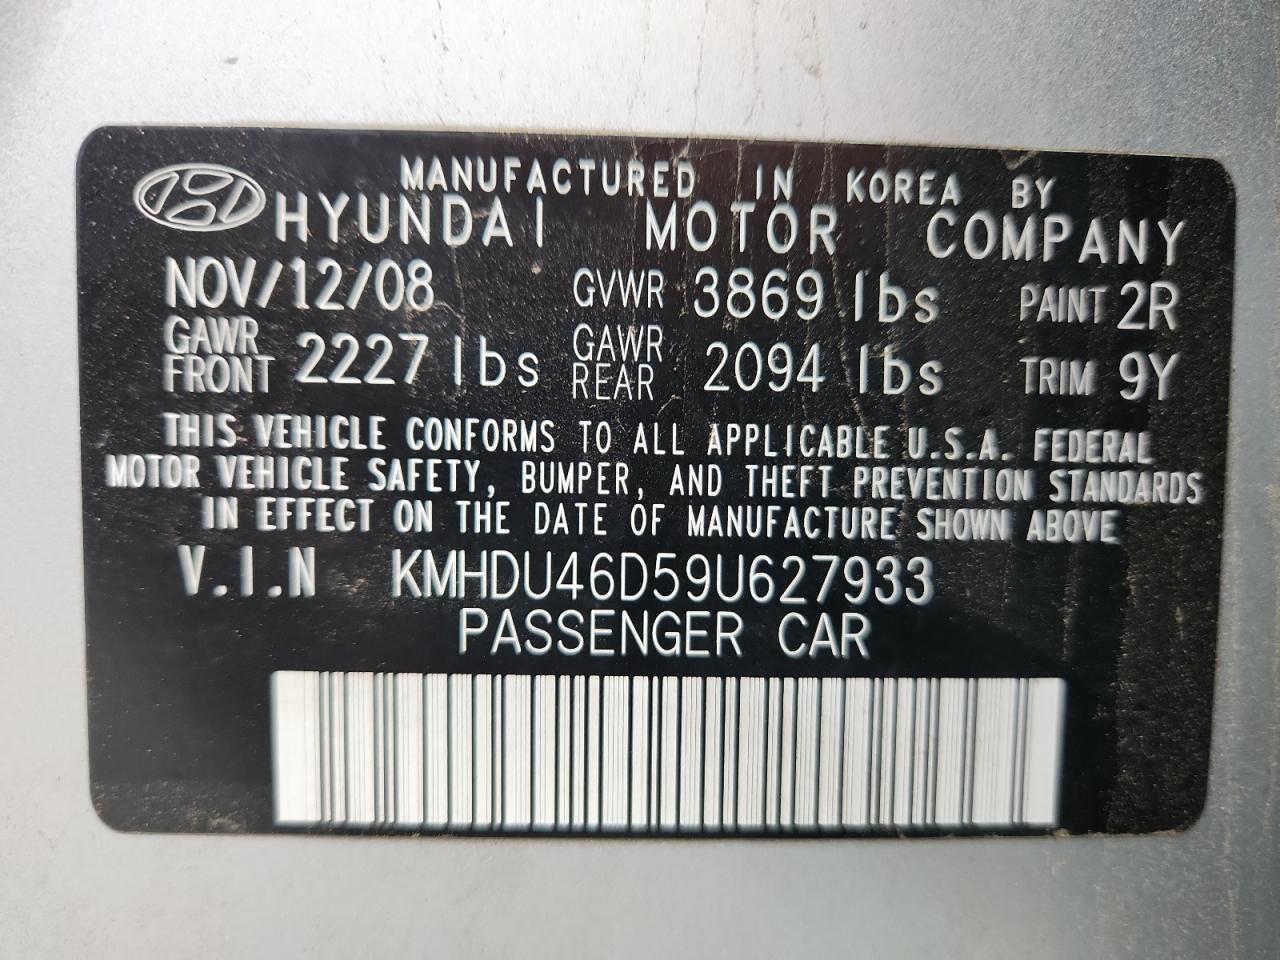 MANUFACTURED IN KOREA BY
HYUNDAI MOTOR COMPANY
NOV/12/08 GVWR 3869 lbs PAINT 2R
GAWR FRONT 2227 lbs GAWR REAR 2094 lbs TRIM 9Y
THIS VEHICLE CONFORMS TO ALL APPLICABLE U.S.A. FEDERAL
MOTOR VEHICLE SAFETY, BUMPER, AND THEFT PREVENTION STANDARDS
IN EFFECT ON THE DATE OF MANUFACTURE SHOWN ABOVE
V.I.N KMHDU46D59U627933
PASSENGER CAR